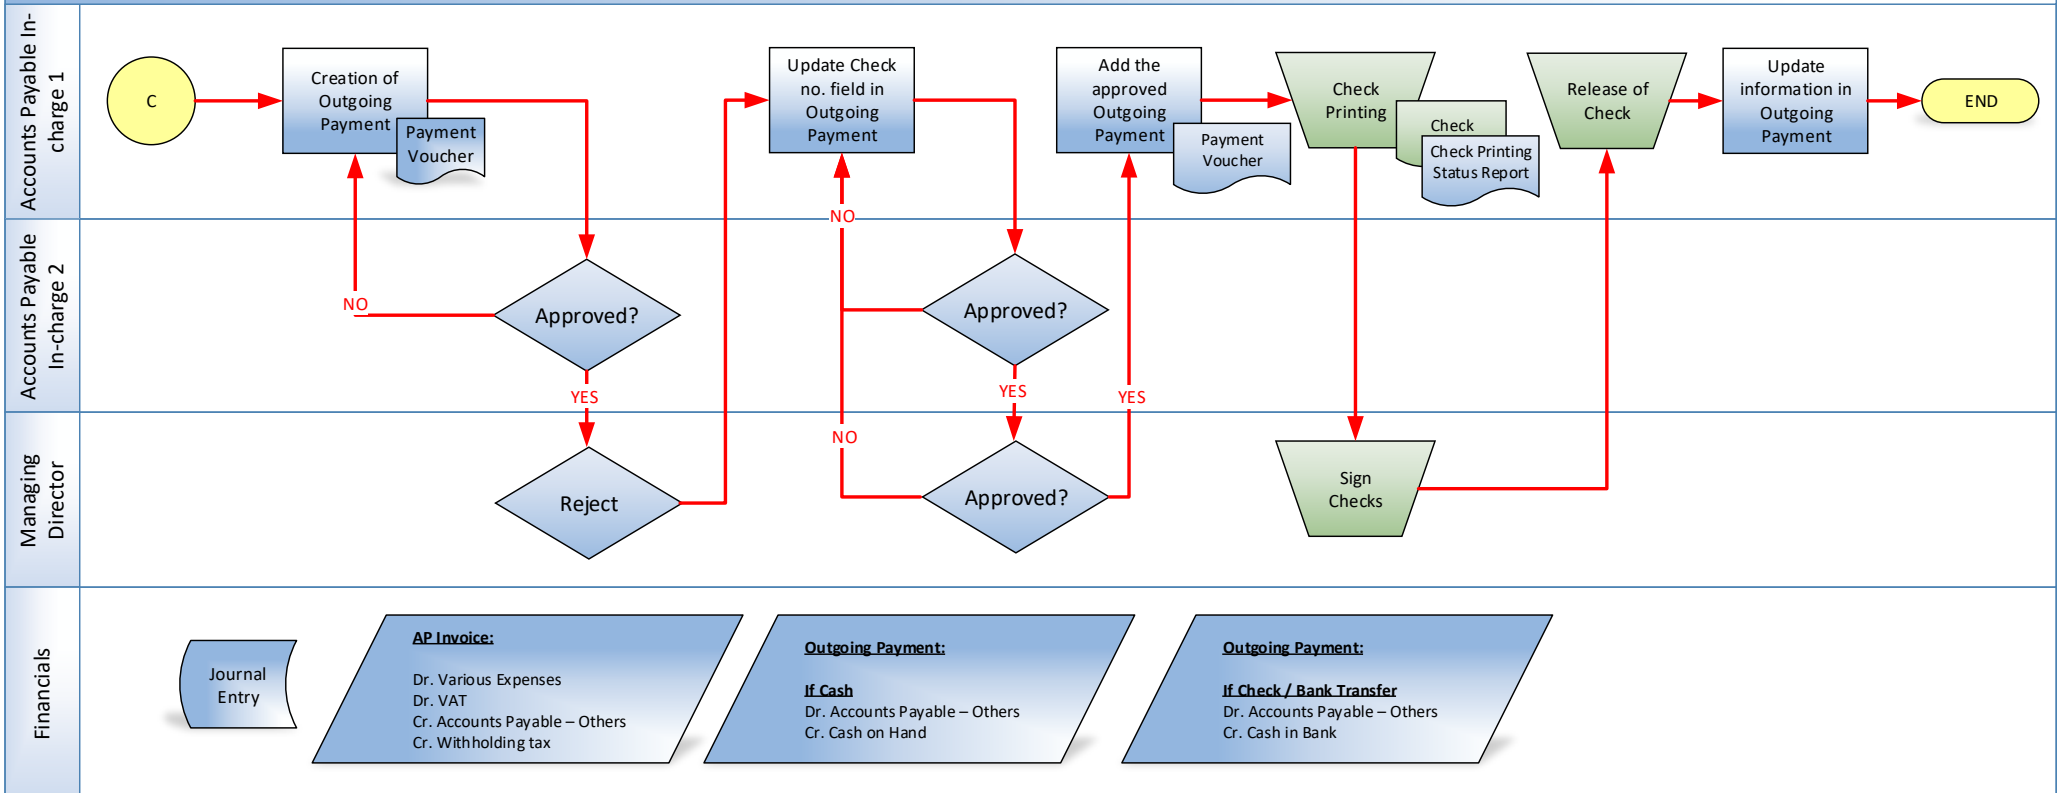 Accounts Payable In-
charge 1
C
Creation of
Outgoing
Payment
Payment
Voucher
Update Check
no. field in
Outgoing
Payment
Add the
approved
Outgoing
Payment
Payment
Voucher
Check
Printing
Check
Check Printing
Status Report
Release of
Check
Update
information in
Outgoing
Payment
END
Accounts Payable
In-charge 2
NO
Approved?
YES
NO
Approved?
YES
YES
Managing
Director
Reject
NO
Approved?
Sign
Checks
Financials
Journal
Entry
AP Invoice:
Dr. Various Expenses
Dr. VAT
Cr. Accounts Payable – Others
Cr. Withholding tax
Outgoing Payment:
If Cash
Dr. Accounts Payable – Others
Cr. Cash on Hand
Outgoing Payment:
If Check / Bank Transfer
Dr. Accounts Payable – Others
Cr. Cash in Bank